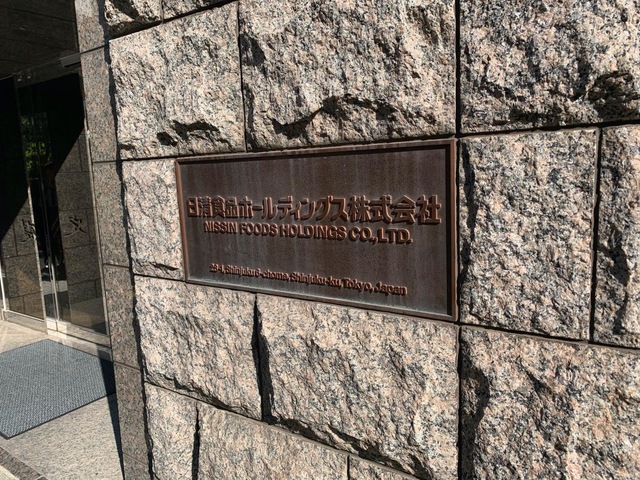 日清食品ホールディングス株式会社
NISSIN FOODS HOLDINGS CO., LTD.
28-1, Shinjuku 6-chome, Shinjuku-ku, Tokyo, Japan